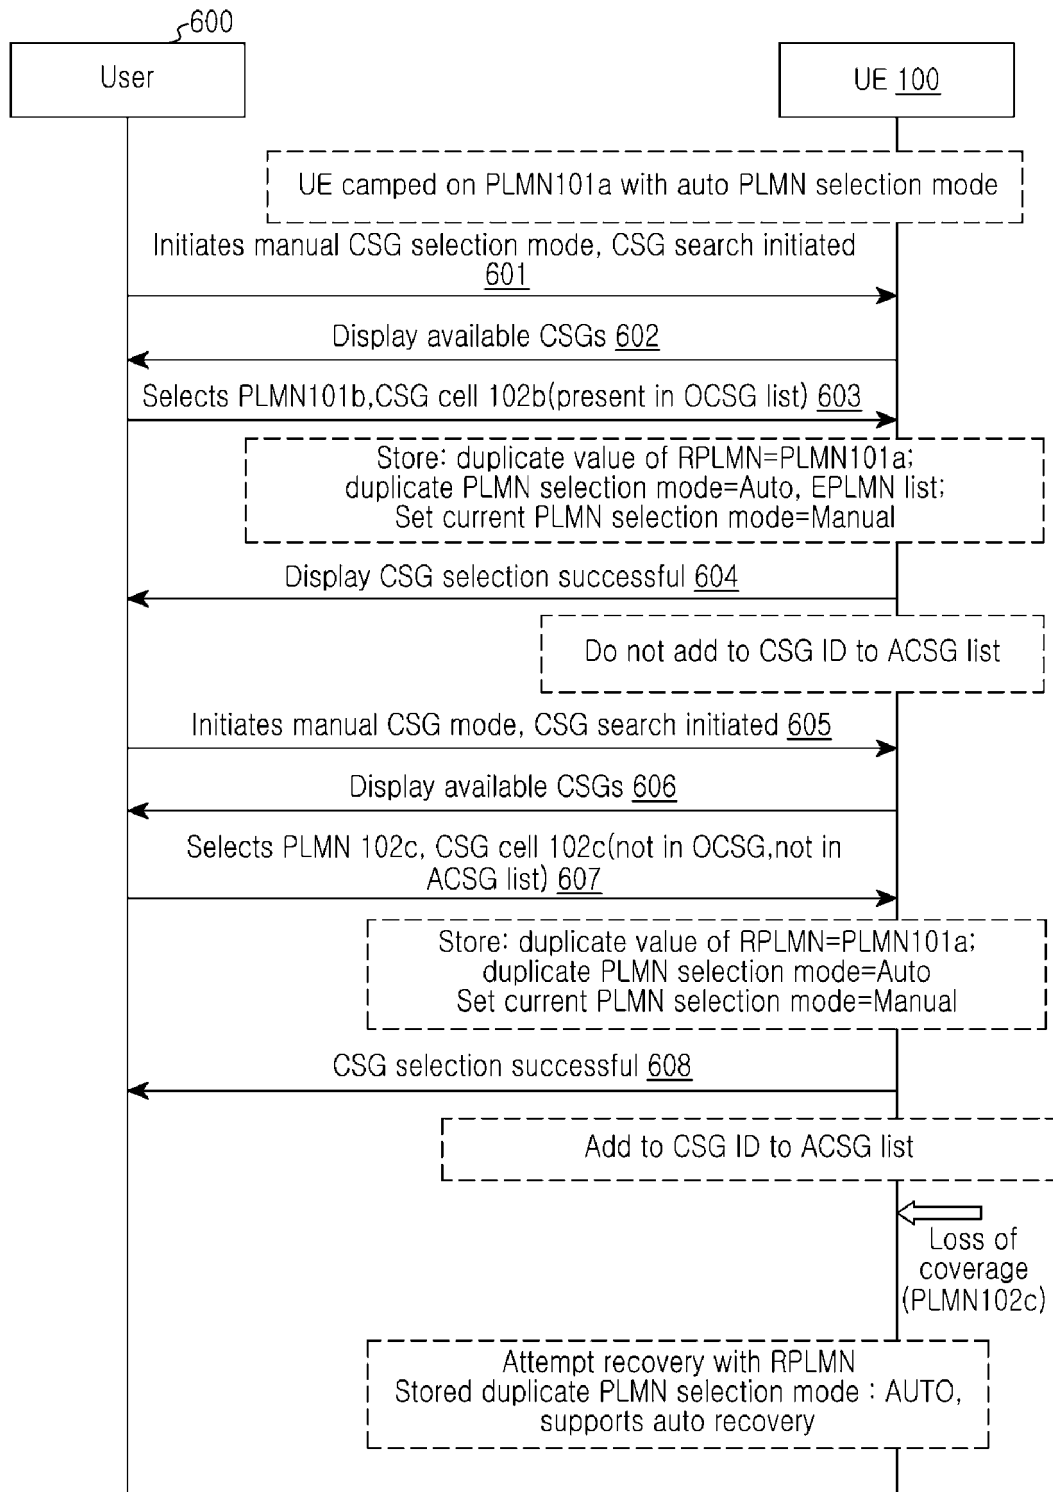 600
User
UE 100
UE camped on PLMN101a with auto PLMN selection mode
Initiates manual CSG selection mode, CSG search initiated
601
Display available CSGs 602
Selects PLMN101b,CSG cell 102b(present in OCSG list) 603
Store: duplicate value of RPLMN=PLMN101a;
duplicate PLMN selection mode=Auto, EPLMN list;
Set current PLMN selection mode=Manual
Display CSG selection successful 604
Do not add to CSG ID to ACSG list
Initiates manual CSG mode, CSG search initiated 605
Display available CSGs 606
Selects PLMN 102c, CSG cell 102c(not in OCSG,not in
ACSG list) 607
Store: duplicate value of RPLMN=PLMN101a;
duplicate PLMN selection mode=Auto
Set current PLMN selection mode=Manual
CSG selection successful 608
Add to CSG ID to ACSG list
Loss of
coverage
(PLMN102c)
Attempt recovery with RPLMN
Stored duplicate PLMN selection mode : AUTO,
supports auto recovery